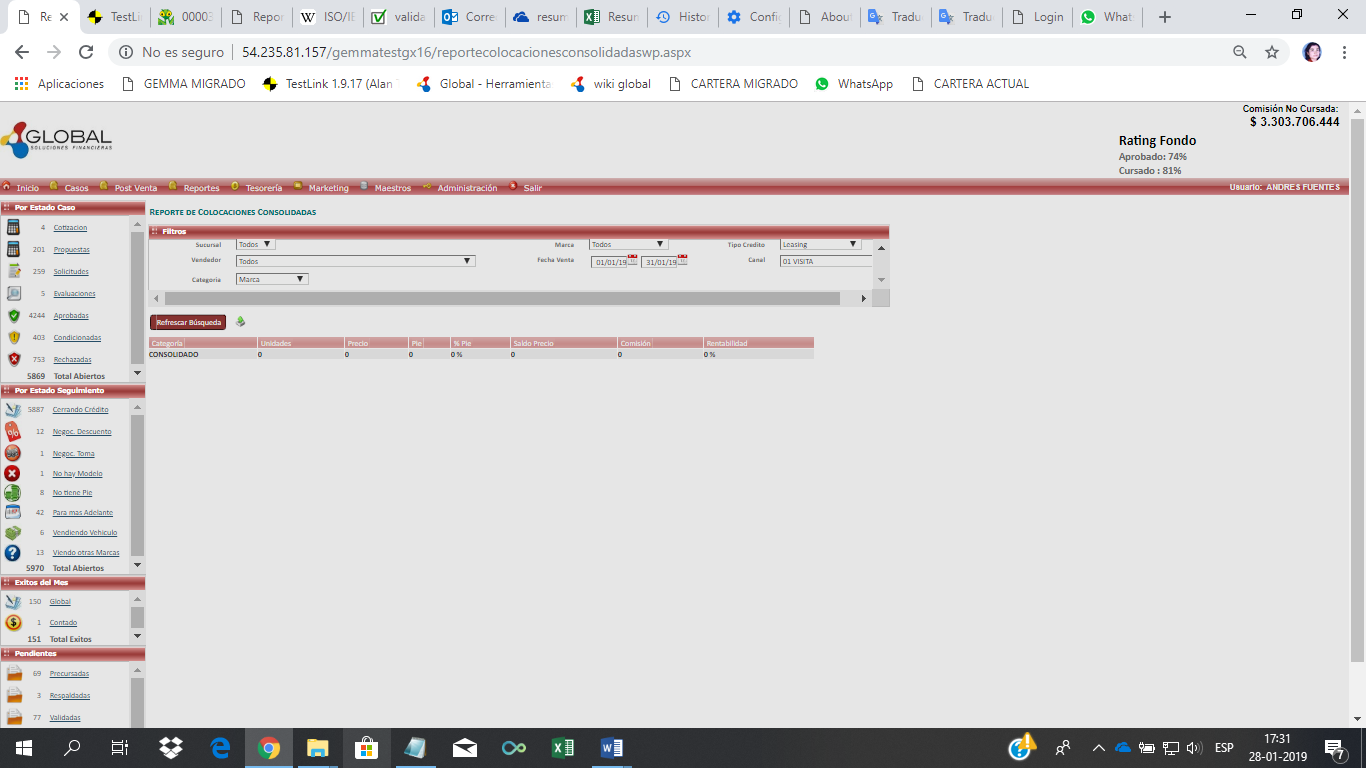 Re
TestLi
00003
Repor
ISO/IE
valida
Corre
resum
Resun
Histor
Config
About
Tradu
Tradu
Login
What
No es seguro | 54.235.81.157/gemmatestgx16/reportecolocacionesconsolidadaswp.aspx
Aplicaciones GEMMA MIGRADO TestLink 1.9.17 (Alan Global - Herramienta wiki global CARTERA MIGRADO WhatsApp CARTERA ACTUAL
Comisión No Cursada:
$ 3.303.706.444
GLOBAL
SOLUCIONES FINANCIERAS
Rating Fondo
Aprobado: 74%
Cursado : 81%
Inicio Casos Post Venta Reportes Tesorería Marketing Maestros Administración Salir Usuario: ANDRES FUENTES
Por Estado Caso
4 Cotizacion
201 Propuestas
259 Solicitudes
5 Evaluaciones
4244 Aprobadas
403 Condicionadas
753 Rechazadas
5869 Total Abiertos
Por Estado Seguimiento
5887 Cerrando Crédito
12 Negoc. Descuento
1 Negoc. Toma
1 No hay Modelo
8 No tiene Pie
42 Para mas Adelante
6 Vendiendo Vehículo
13 Viendo otras Marcas
5970 Total Abiertos
Exitos del Mes
150 Global
1 Contado
151 Total Exitos
Pendientes
69 Precursadas
3 Respaldadas
77 Validadas
Reporte de Colocaciones Consolidadas
Filtros
Sucursal Todos Marca Todos Tipo Credito Leasing
Vendedor Todos Fecha Venta 01/01/19 31/01/19 Canal 01 VISITA
Categoria Marca
Refrescar Búsqueda
Categoría Unidades Precio Pie % Pie Saldo Precio Comisión Rentabilidad
CONSOLIDADO 0 0 0 0 % 0 0 0 %
ESP
17:31
28-01-2019
7